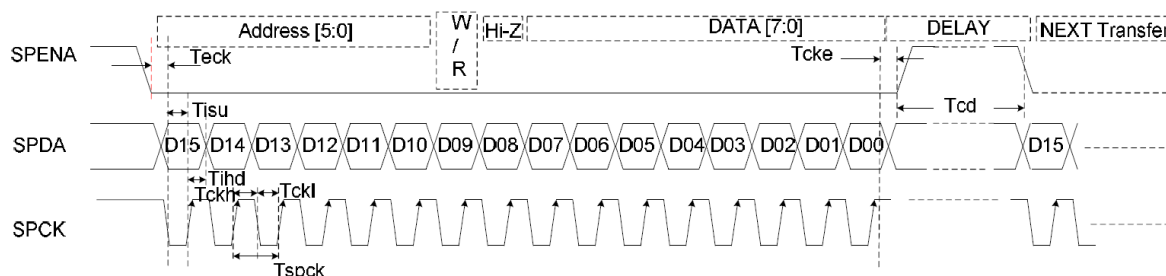 Address [5:0] W / R Hi-Z DATA [7:0] DELAY NEXT Transfer
SPENA Teck Tcke
Tcd
Tisu
SPDA D15 D14 D13 D12 D11 D10 D09 D08 D07 D06 D05 D04 D03 D02 D01 D00 D15
Tihd
Tckh Tckl
SPCK
Tspck